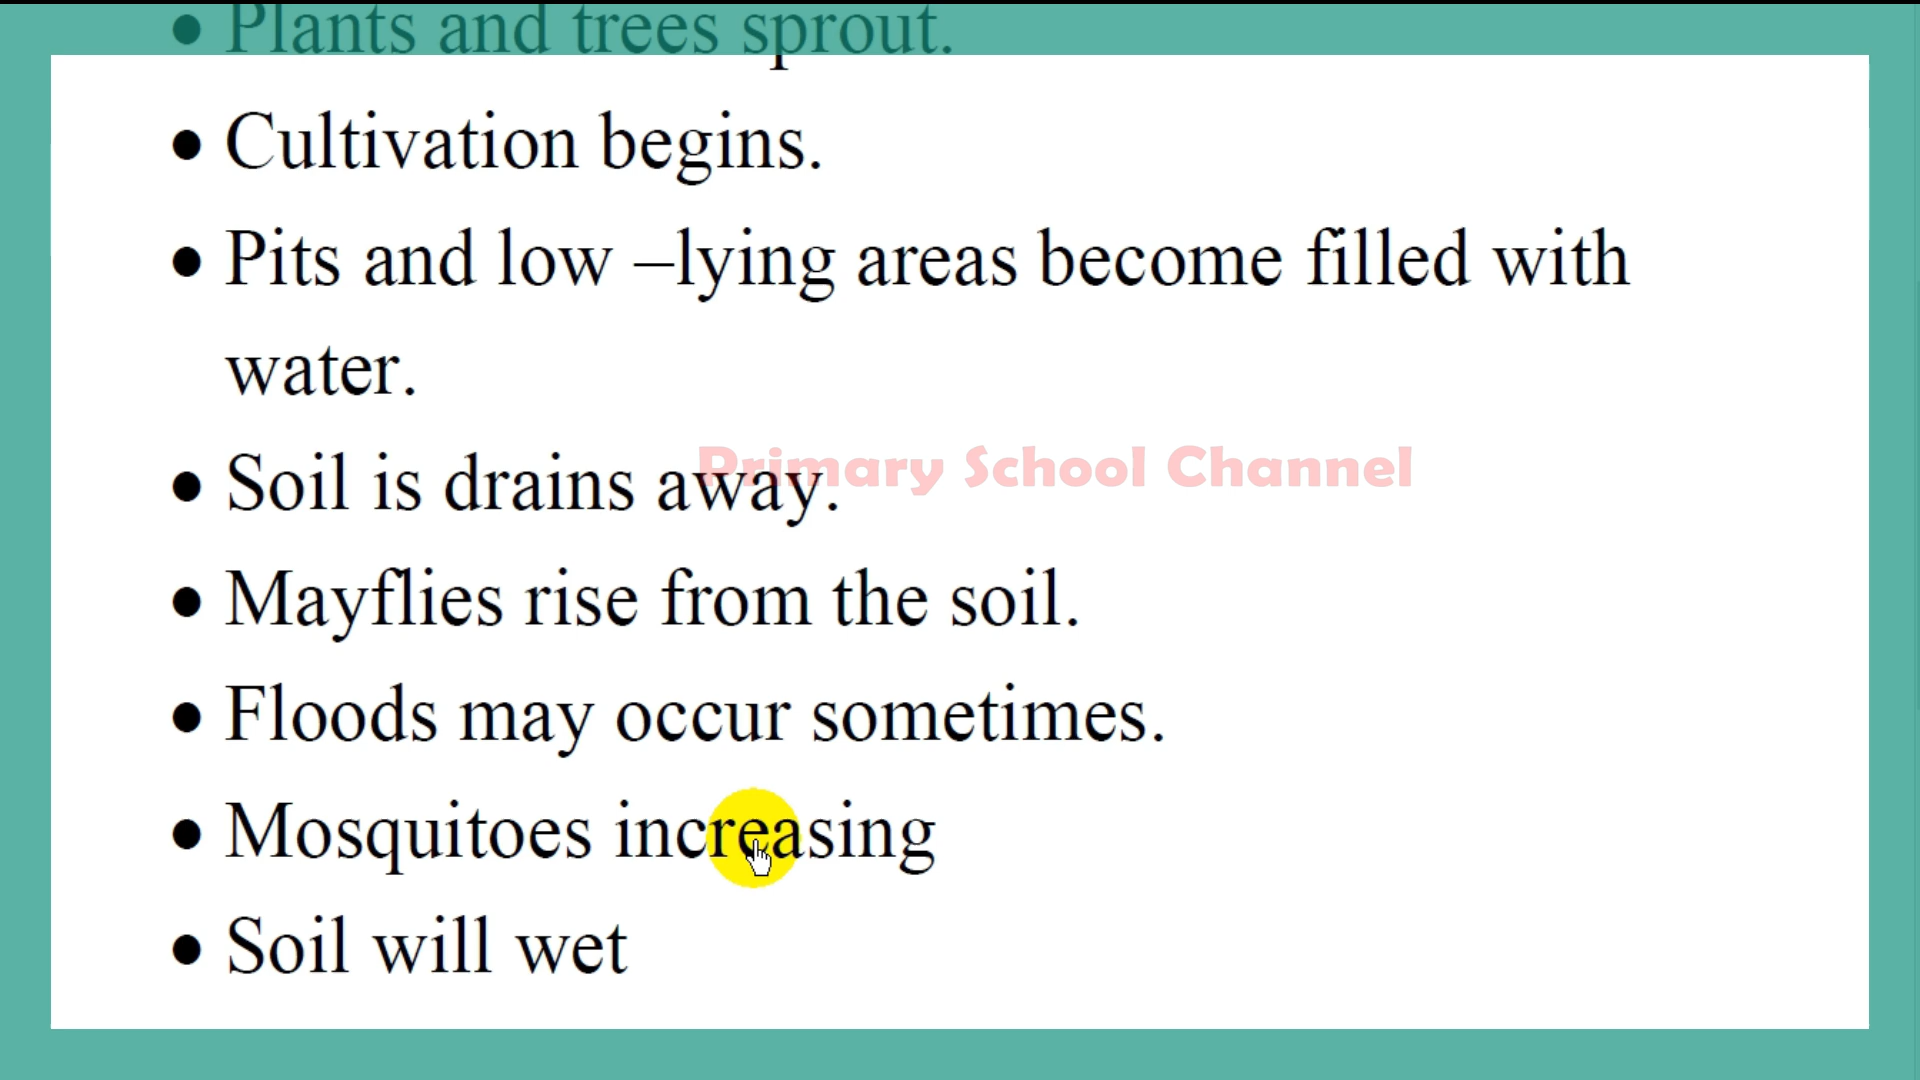 • Plants and trees sprout.
• Cultivation begins.
• Pits and low –lying areas become filled with
water.
• Soil is drains away.
Primary School Channel
• Mayflies rise from the soil.
• Floods may occur sometimes.
• Mosquitoes increasing
• Soil will wet